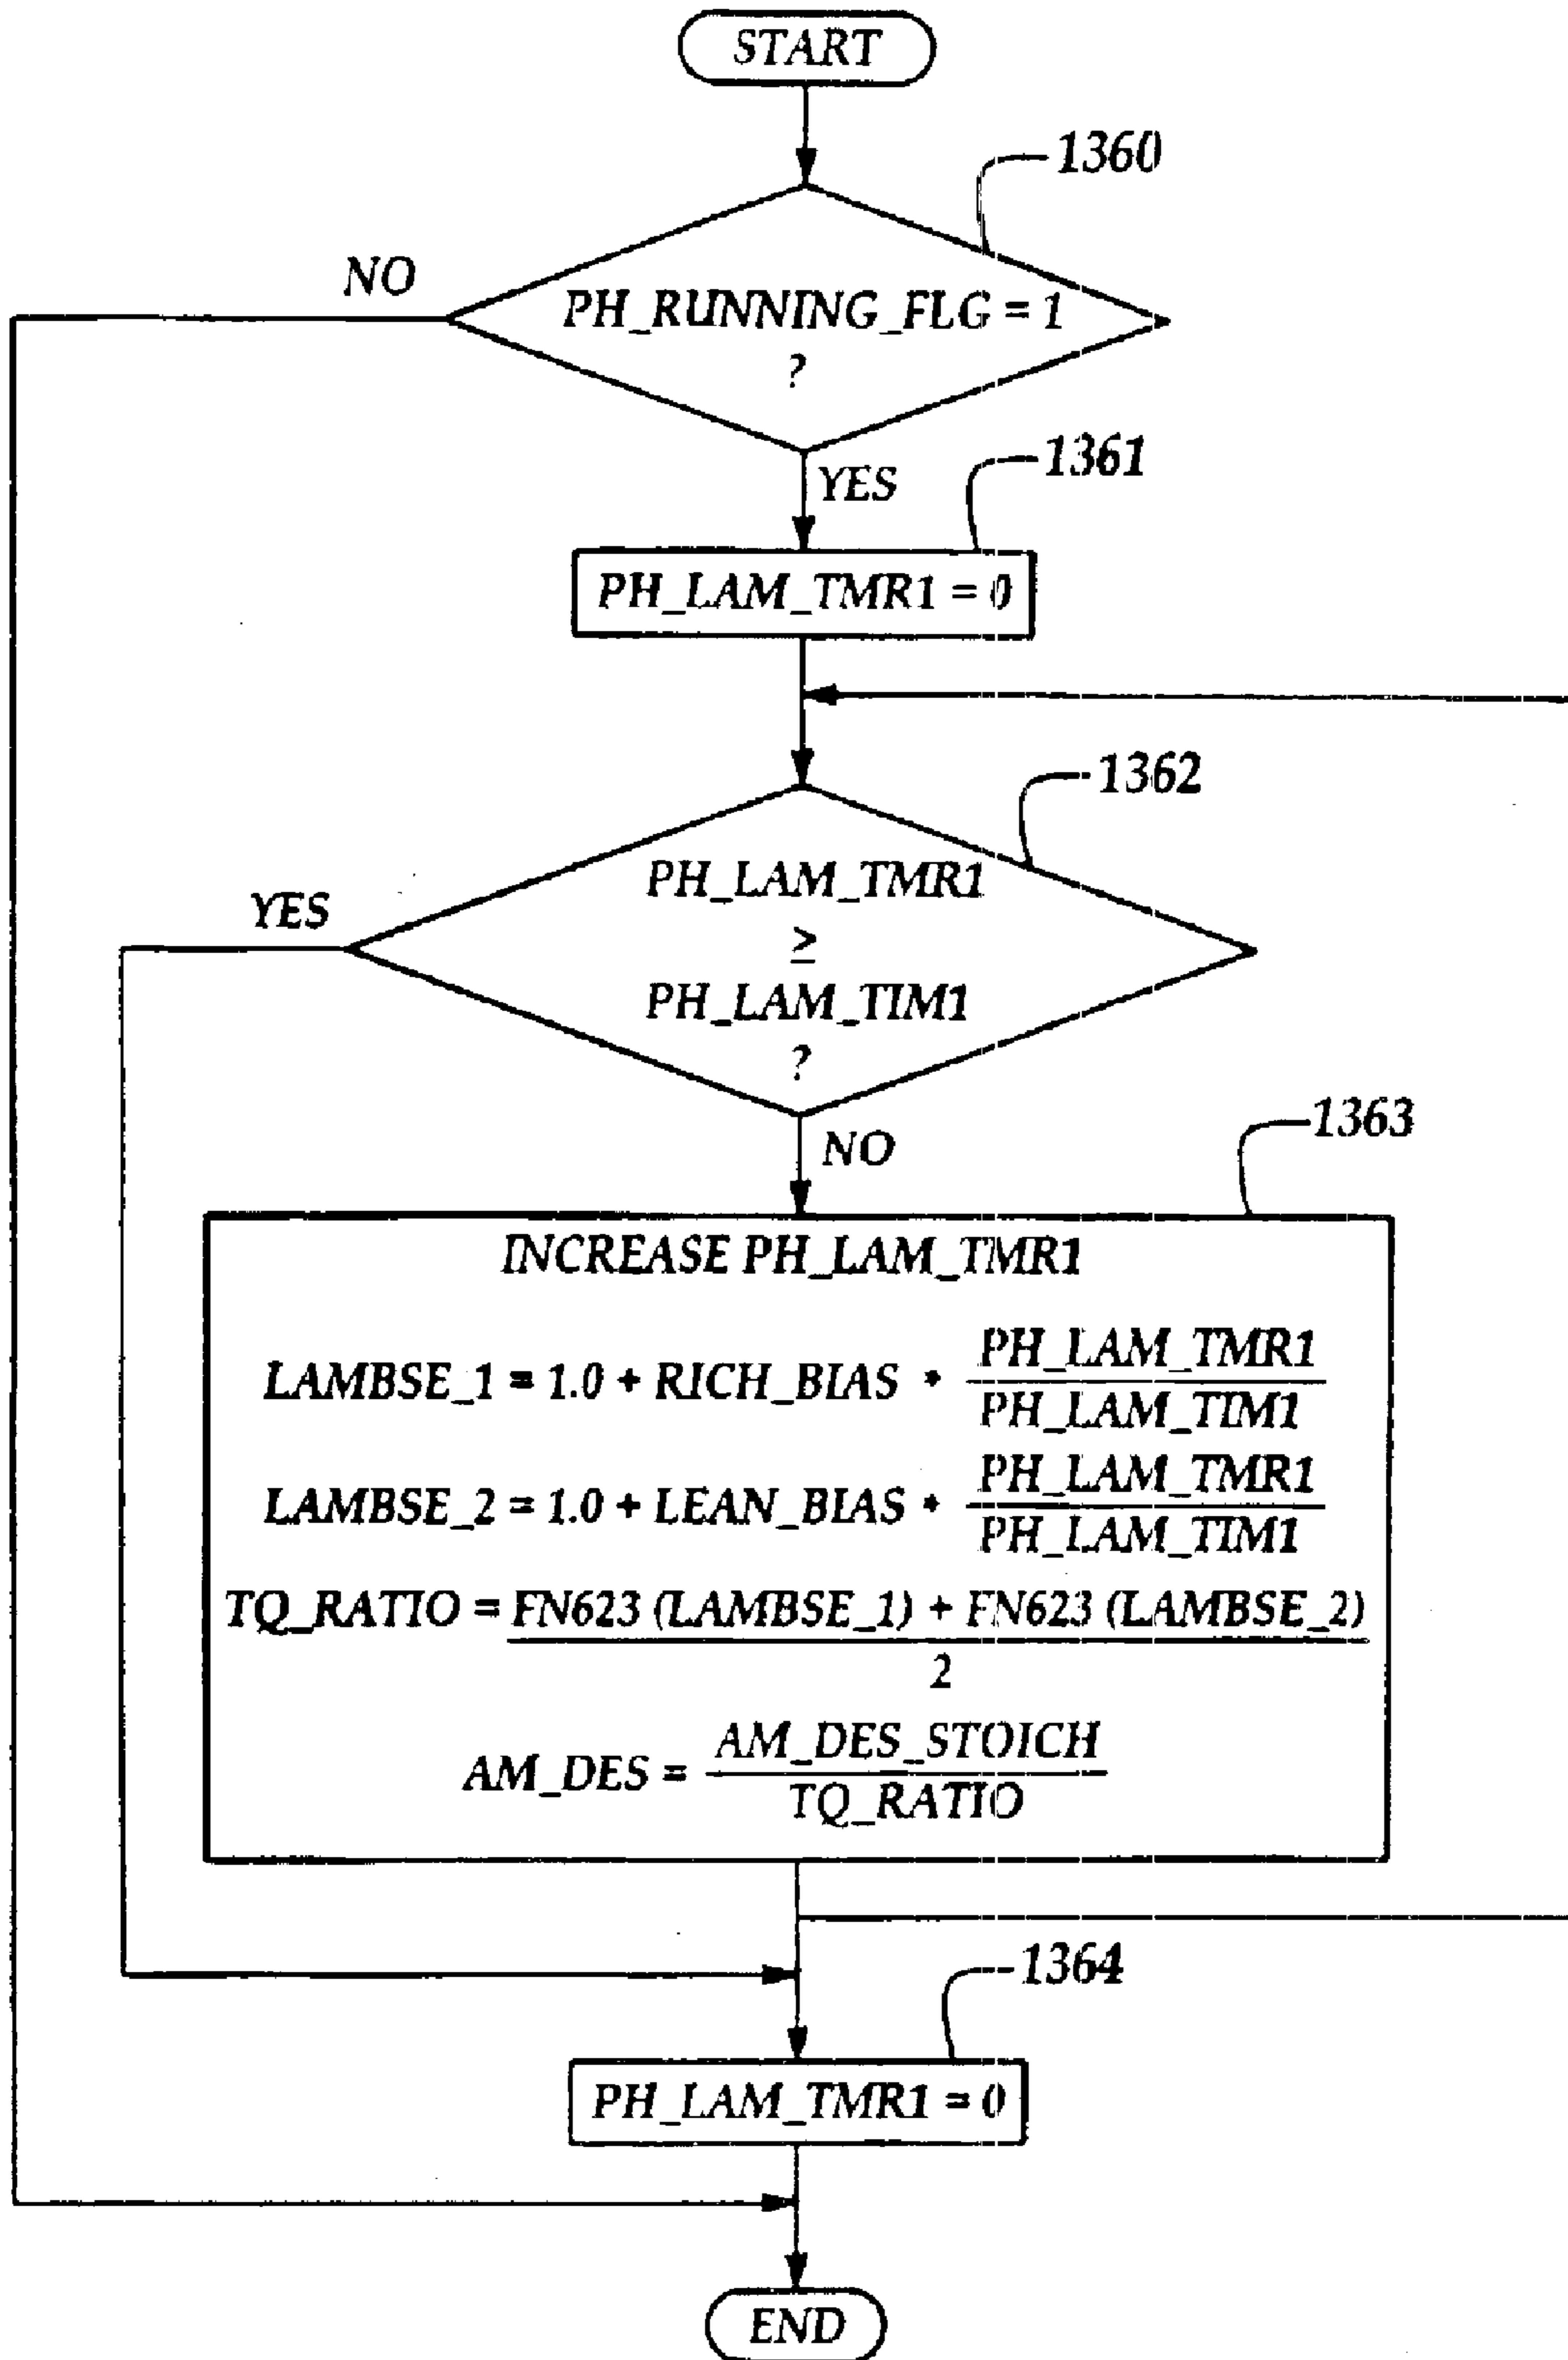 START
1360
NO
PH_RUNNING_FLG = 1
?
1361
YES
PH_LAM_TMR1 = 0
1362
YES
PH_LAM_TMR1
≥
PH_LAM_TIM1
?
NO
1363
INCREASE PH_LAM_TMR1
LAMBSE_1 = 1.0 + RICH_BIAS * PH_LAM_TMR1
PH_LAM_TIM1
LAMBSE_2 = 1.0 + LEAN_BIAS * PH_LAM_TMR1
PH_LAM_TIM1
TQ_RATIO = FN623 (LAMBSE_1) + FN623 (LAMBSE_2)
2
AM_DES = AM_DES_STOICH
TQ_RATIO
1364
PH_LAM_TMR1 = 0
END